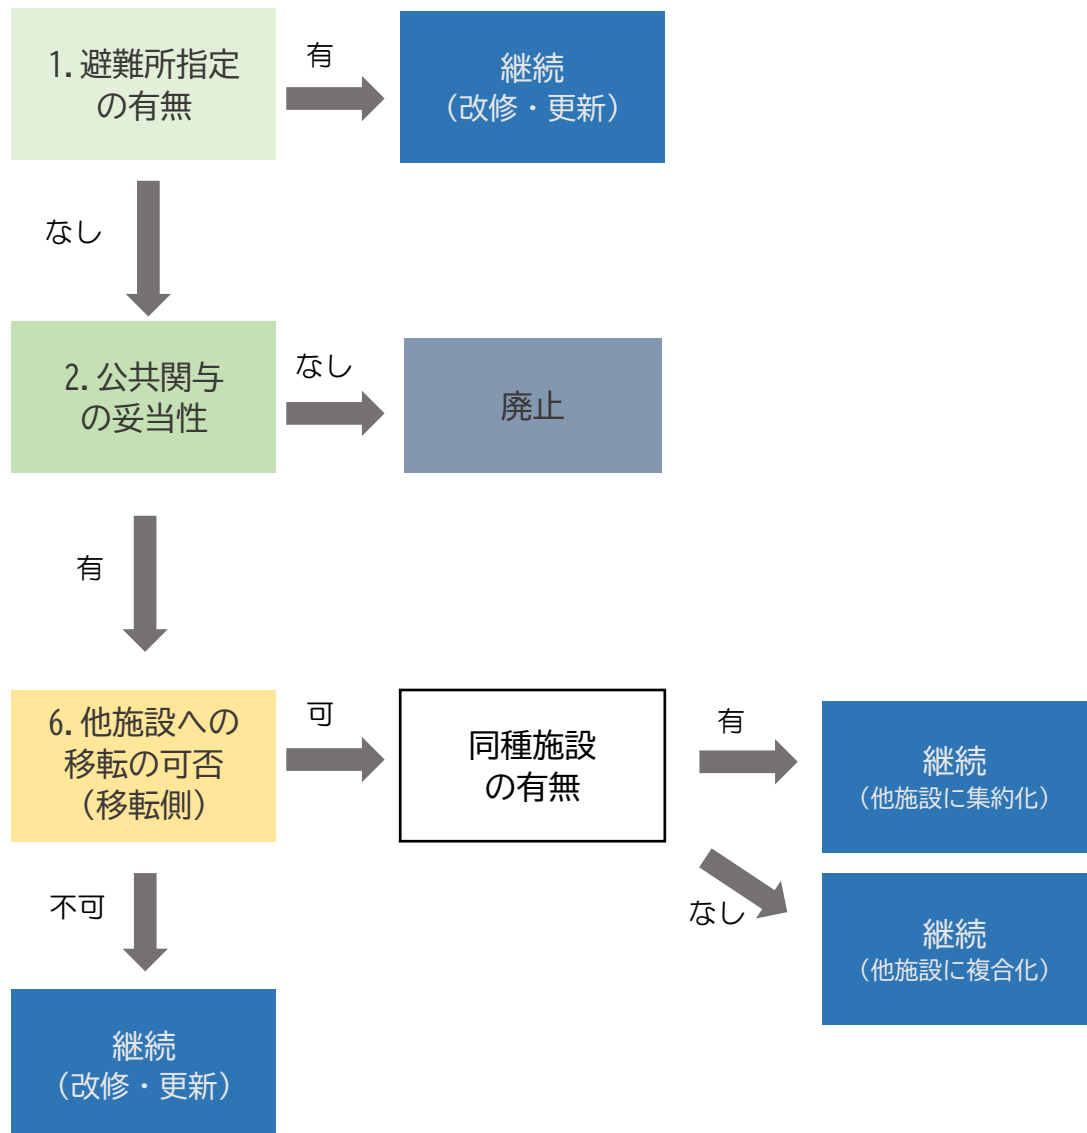 1.避難所指定
の有無
有
継続
（改修・更新）
なし
2.公共関与
の妥当性
なし
廃止
有
6.他施設への
移転の可否
（移転側）
可
同種施設
の有無
有
継続
（他施設に集約化）
なし
継続
（他施設に複合化）
不可
継続
（改修・更新）